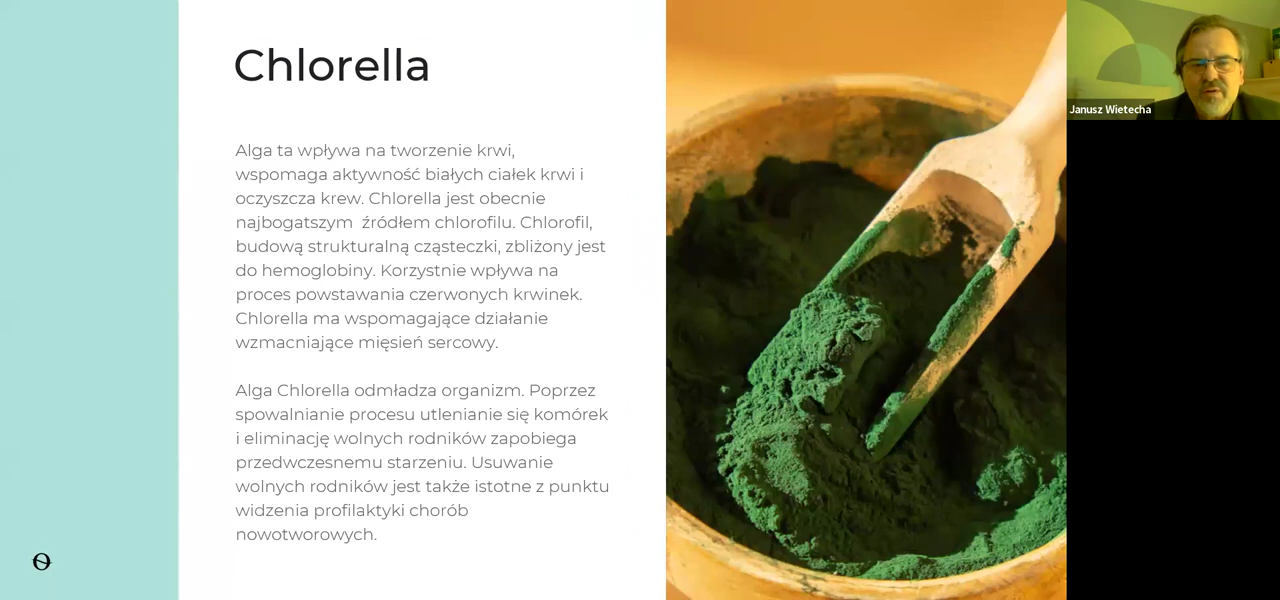 Chlorella
Alga ta wpływa na tworzenie krwi,
wspomaga aktywność białych ciałek krwi i
oczyszcza krew. Chlorella jest obecnie
najbogatszym  źródłem chlorofilu. Chlorofil,
budową strukturalną cząsteczki, zbliżony jest
do hemoglobiny. Korzystnie wpływa na
proces powstawania czerwonych krwinek.
Chlorella ma wspomagające działanie
wzmacniające mięsień sercowy.
Alga Chlorella odmładza organizm. Poprzez
spowalnianie procesu utlenianie się komórek
i eliminację wolnych rodników zapobiega
przedwczesnemu starzeniu. Usuwanie
wolnych rodników jest także istotne z punktu
widzenia profilaktyki chorób
nowotworowych.
Janusz Wietecha